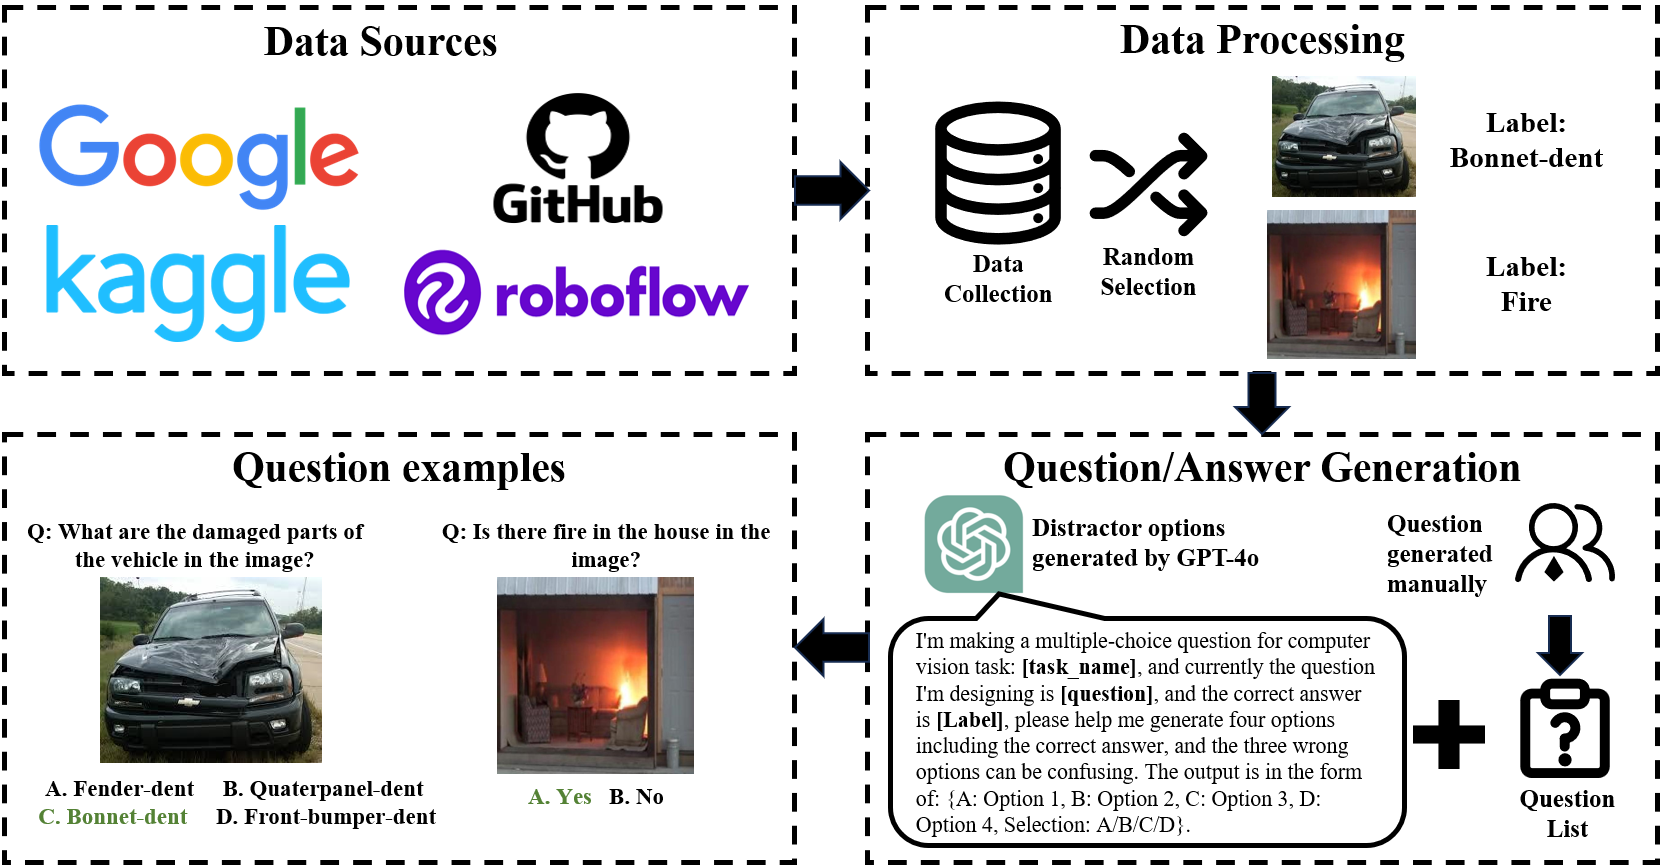 Data Sources
Google
GitHub
kaggle
roboflow
Data Processing
Data
Collection
Random
Selection
Label:
Bonnet-dent
Label:
Fire
Question/Answer Generation
Distractor options
generated by GPT-4o
Question
generated
manually
I'm making a multiple-choice question for computer
vision task: [task_name], and currently the question
I'm designing is [question], and the correct answer
is [Label], please help me generate four options
including the correct answer, and the three wrong
options can be confusing. The output is in the form
of: {A: Option 1, B: Option 2, C: Option 3, D:
Option 4, Selection: A/B/C/D}.
Question
List
Question examples
Q: What are the damaged parts of
the vehicle in the image?
A. Fender-dent B. Quaterpanel-dent
C. Bonnet-dent D. Front-bumper-dent
Q: Is there fire in the house in the
image?
A. Yes B. No